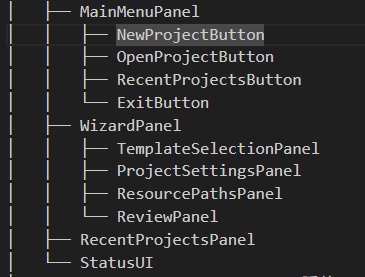 │   ├── MainMenuPanel
│   │   ├── NewProjectButton
│   │   ├── OpenProjectButton
│   │   ├── RecentProjectsButton
│   │   └── ExitButton
│   ├── WizardPanel
│   │   ├── TemplateSelectionPanel
│   │   ├── ProjectSettingsPanel
│   │   ├── ResourcePathsPanel
│   │   └── ReviewPanel
│   ├── RecentProjectsPanel
│   └── StatusUI